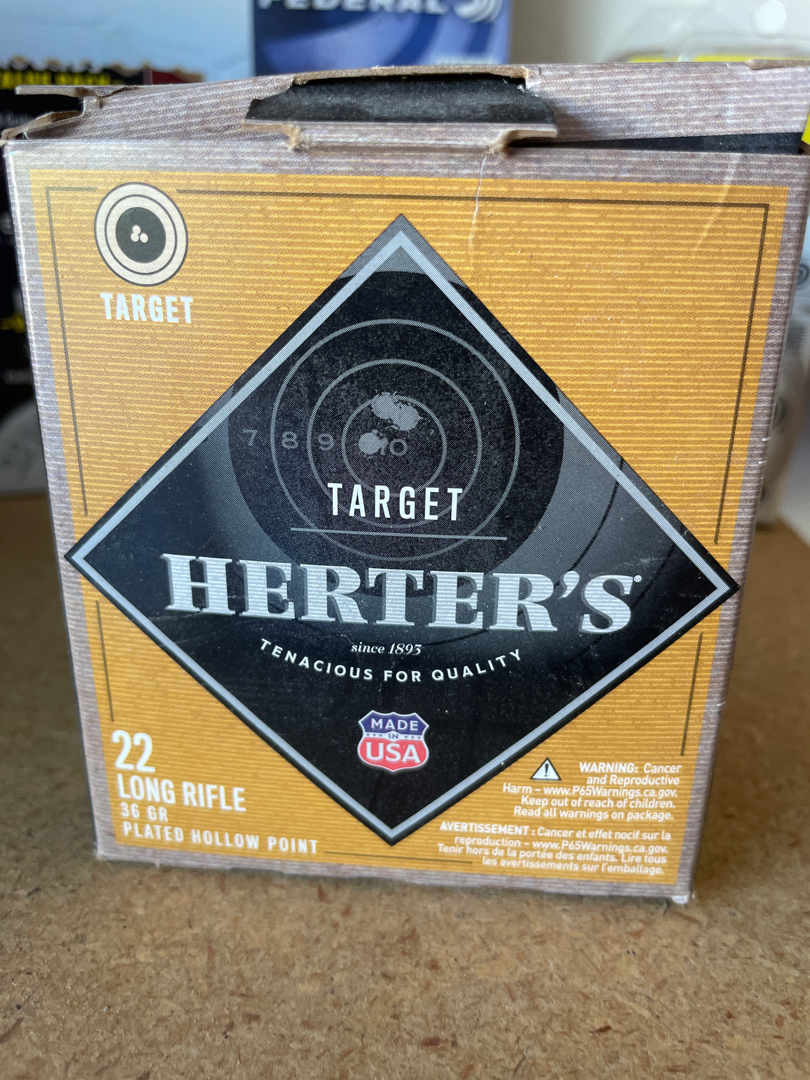 FEDERAL
TARGET
7 8 9 10
TARGET
HERTER'S
since 1893
TENACIOUS FOR QUALITY
MADE
IN
USA
22
LONG RIFLE
36 GR
PLATED HOLLOW POINT
WARNING: Cancer
and Reproductive
Harm – www.P65Warnings.ca.gov.
Keep out of reach of children.
Read all warnings on package.
AVERTISSEMENT : Cancer et effet nocif sur la
reproduction – www.P65Warnings.ca.gov.
Tenir hors de la portée des enfants. Lire tous
les avertissements sur l'emballage.